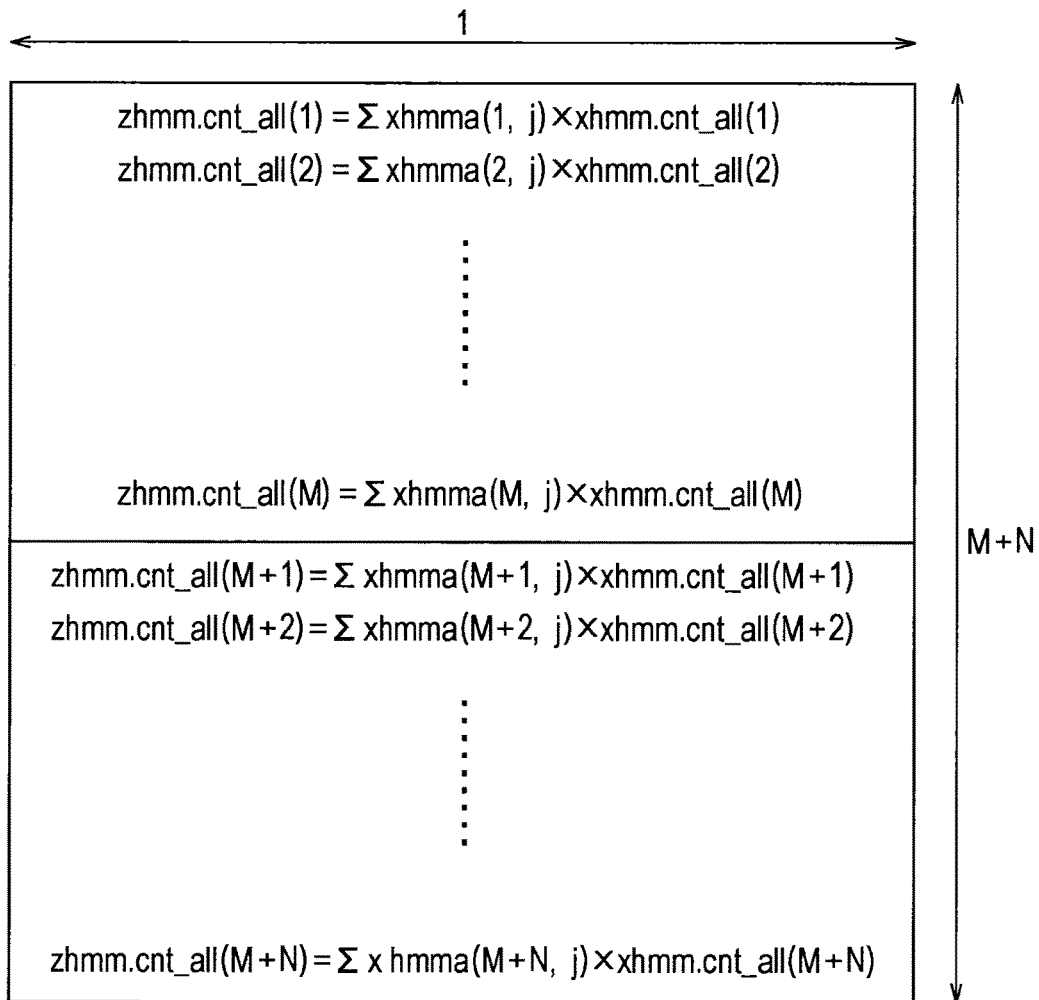 1
zhmm.cnt_all(1) = Σ xhmma(1, j)×xhmm.cnt_all(1)
zhmm.cnt_all(2) = Σ xhmma(2, j)×xhmm.cnt_all(2)
zhmm.cnt_all(M) = Σ xhmma(M, j)×xhmm.cnt_all(M)
M+N
zhmm.cnt_all(M+1) = Σ xhmma(M+1, j)×xhmm.cnt_all(M+1)
zhmm.cnt_all(M+2) = Σ xhmma(M+2, j)×xhmm.cnt_all(M+2)
zhmm.cnt_all(M+N) = Σ x hmma(M+N, j)×xhmm.cnt_all(M+N)